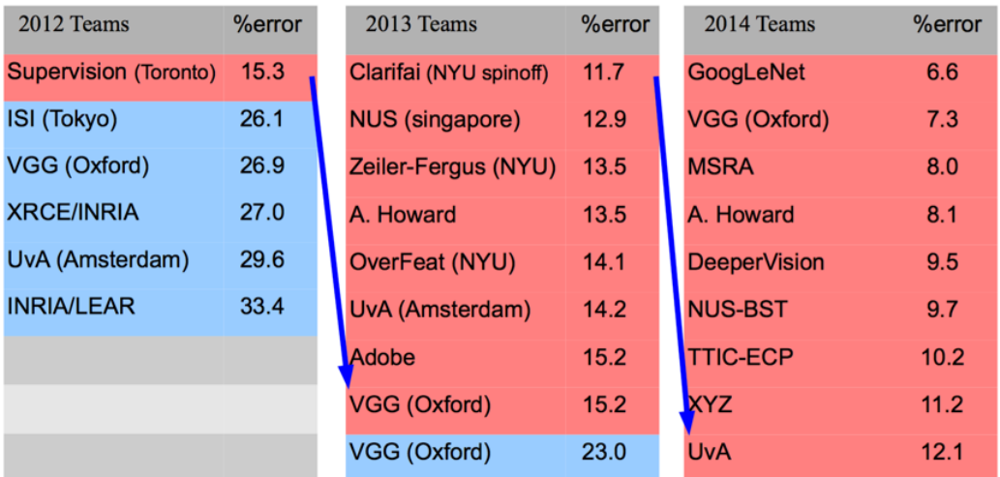 2012 Teams %error
Supervision (Toronto) 15.3
ISI (Tokyo) 26.1
VGG (Oxford) 26.9
XRCE/INRIA 27.0
UvA (Amsterdam) 29.6
INRIA/LEAR 33.4
2013 Teams %error
Clarifai (NYU spinoff) 11.7
NUS (singapore) 12.9
Zeiler-Fergus (NYU) 13.5
A. Howard 13.5
OverFeat (NYU) 14.1
UvA (Amsterdam) 14.2
Adobe 15.2
VGG (Oxford) 15.2
VGG (Oxford) 23.0
2014 Teams %error
GoogLeNet 6.6
VGG (Oxford) 7.3
MSRA 8.0
A. Howard 8.1
DeeperVision 9.5
NUS-BST 9.7
TTIC-ECP 10.2
XYZ 11.2
UvA 12.1